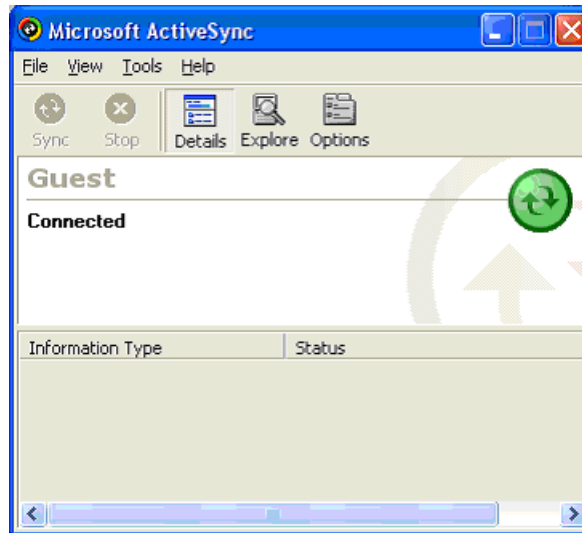 Microsoft ActiveSync
File View Tools Help
Sync Stop Details Explore Options
Guest
Connected
Information Type Status